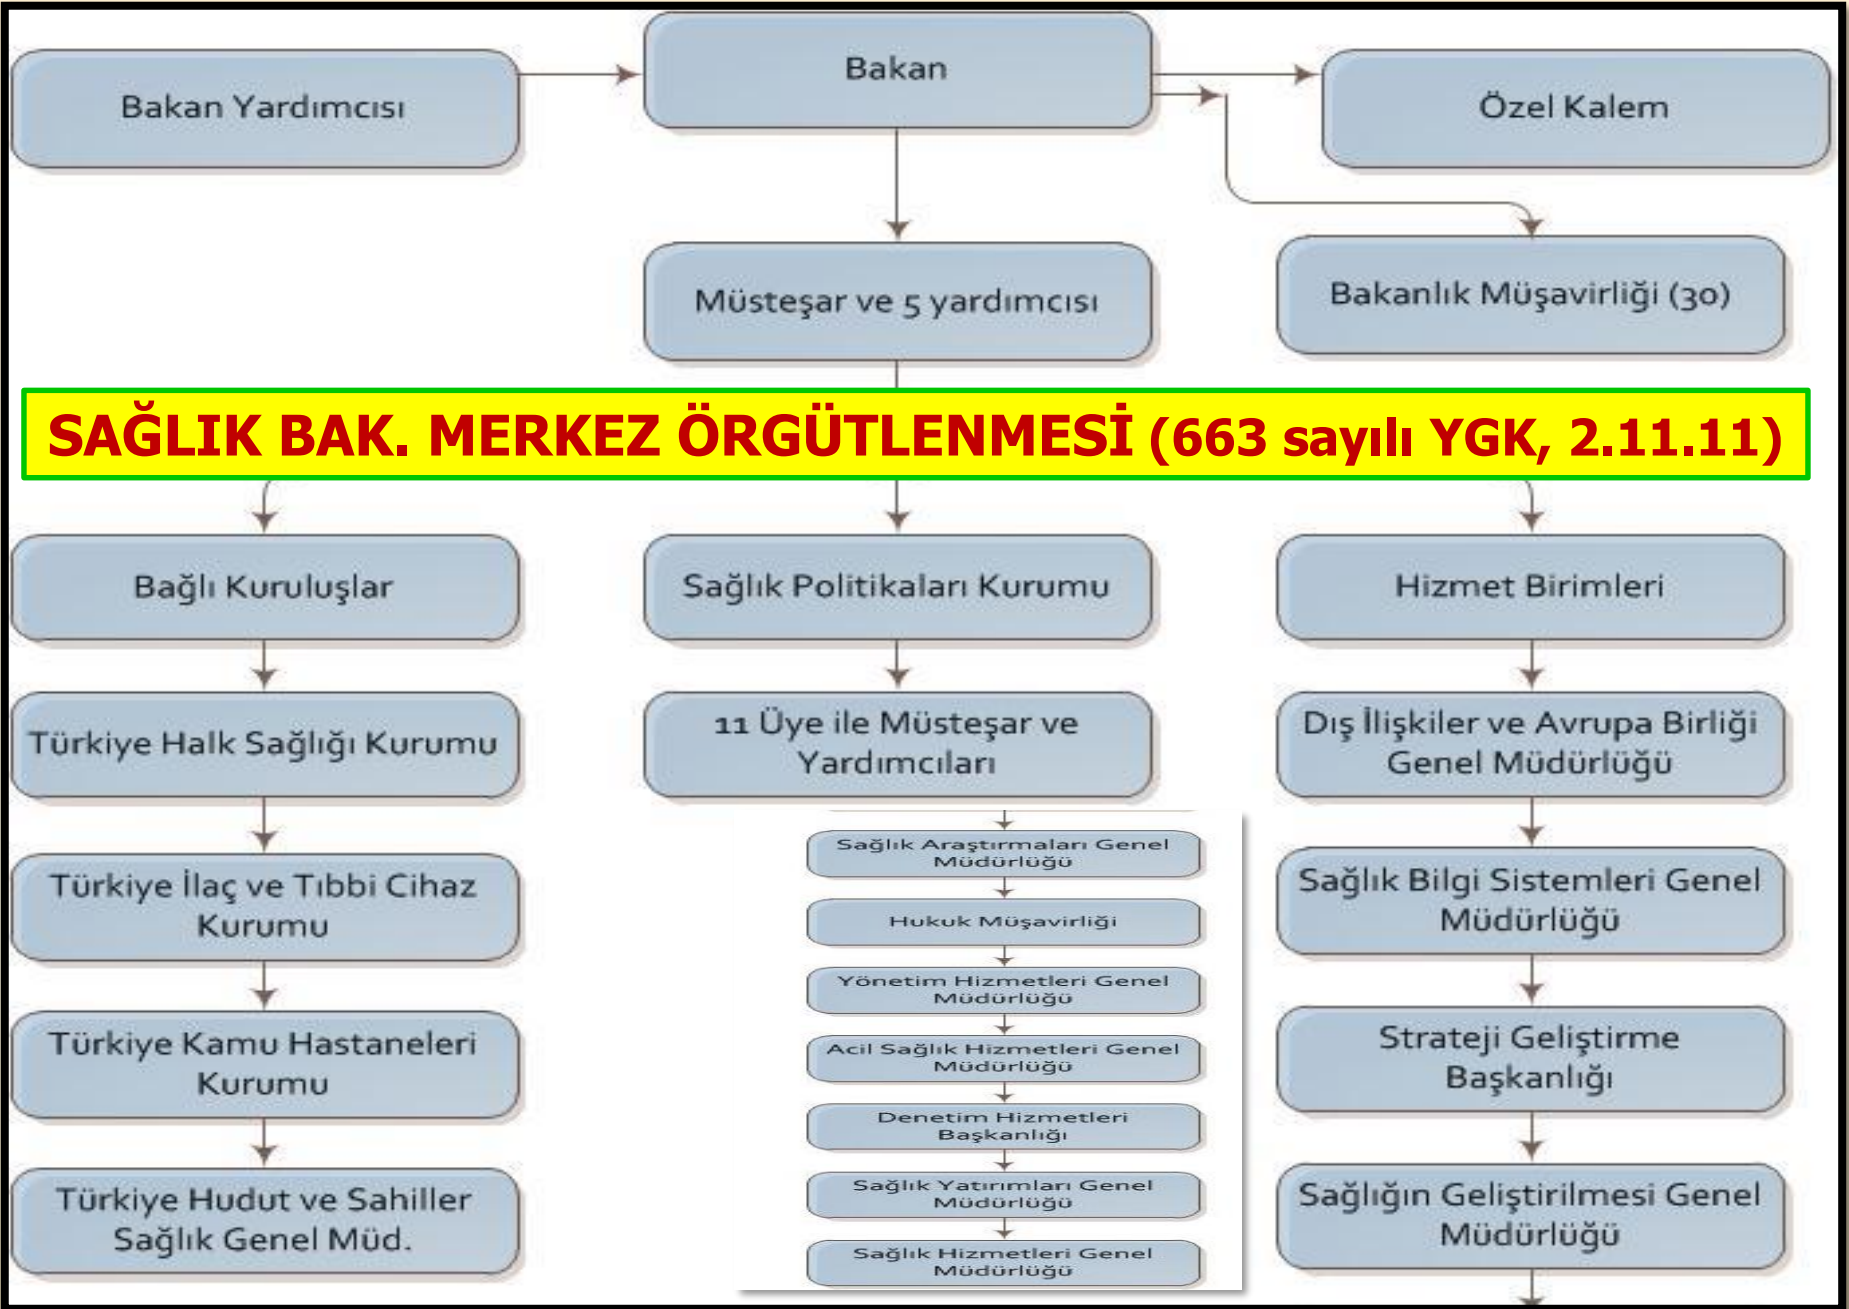 Bakan Yardımcısı
Bakan
Özel Kalem
Müsteşar ve 5 yardımcısı
Bakanlık Müşavirliği (30)
SAĞLIK BAK. MERKEZ ÖRGÜTLENMESİ (663 sayılı YGK, 2.11.11)
Bağlı Kuruluşlar
Türkiye Halk Sağlığı Kurumu
Türkiye İlaç ve Tıbbi Cihaz
Kurumu
Türkiye Kamu Hastaneleri
Kurumu
Türkiye Hudut ve Sahiller
Sağlık Genel Müd.
Sağlık Politikaları Kurumu
11 Üye ile Müsteşar ve
Yardımcıları
Hizmet Birimleri
Dış İlişkiler ve Avrupa Birliği
Genel Müdürlüğü
Sağlık Bilgi Sistemleri Genel
Müdürlüğü
Strateji Geliştirme
Başkanlığı
Sağlığın Geliştirilmesi Genel
Müdürlüğü
Sağlık Araştırmaları Genel
Müdürlüğü
Hukuk Müşavirliği
Yönetim Hizmetleri Genel
Müdürlüğü
Acil Sağlık Hizmetleri Genel
Müdürlüğü
Denetim Hizmetleri
Başkanlığı
Sağlık Yatırımları Genel
Müdürlüğü
Sağlık Hizmetleri Genel
Müdürlüğü